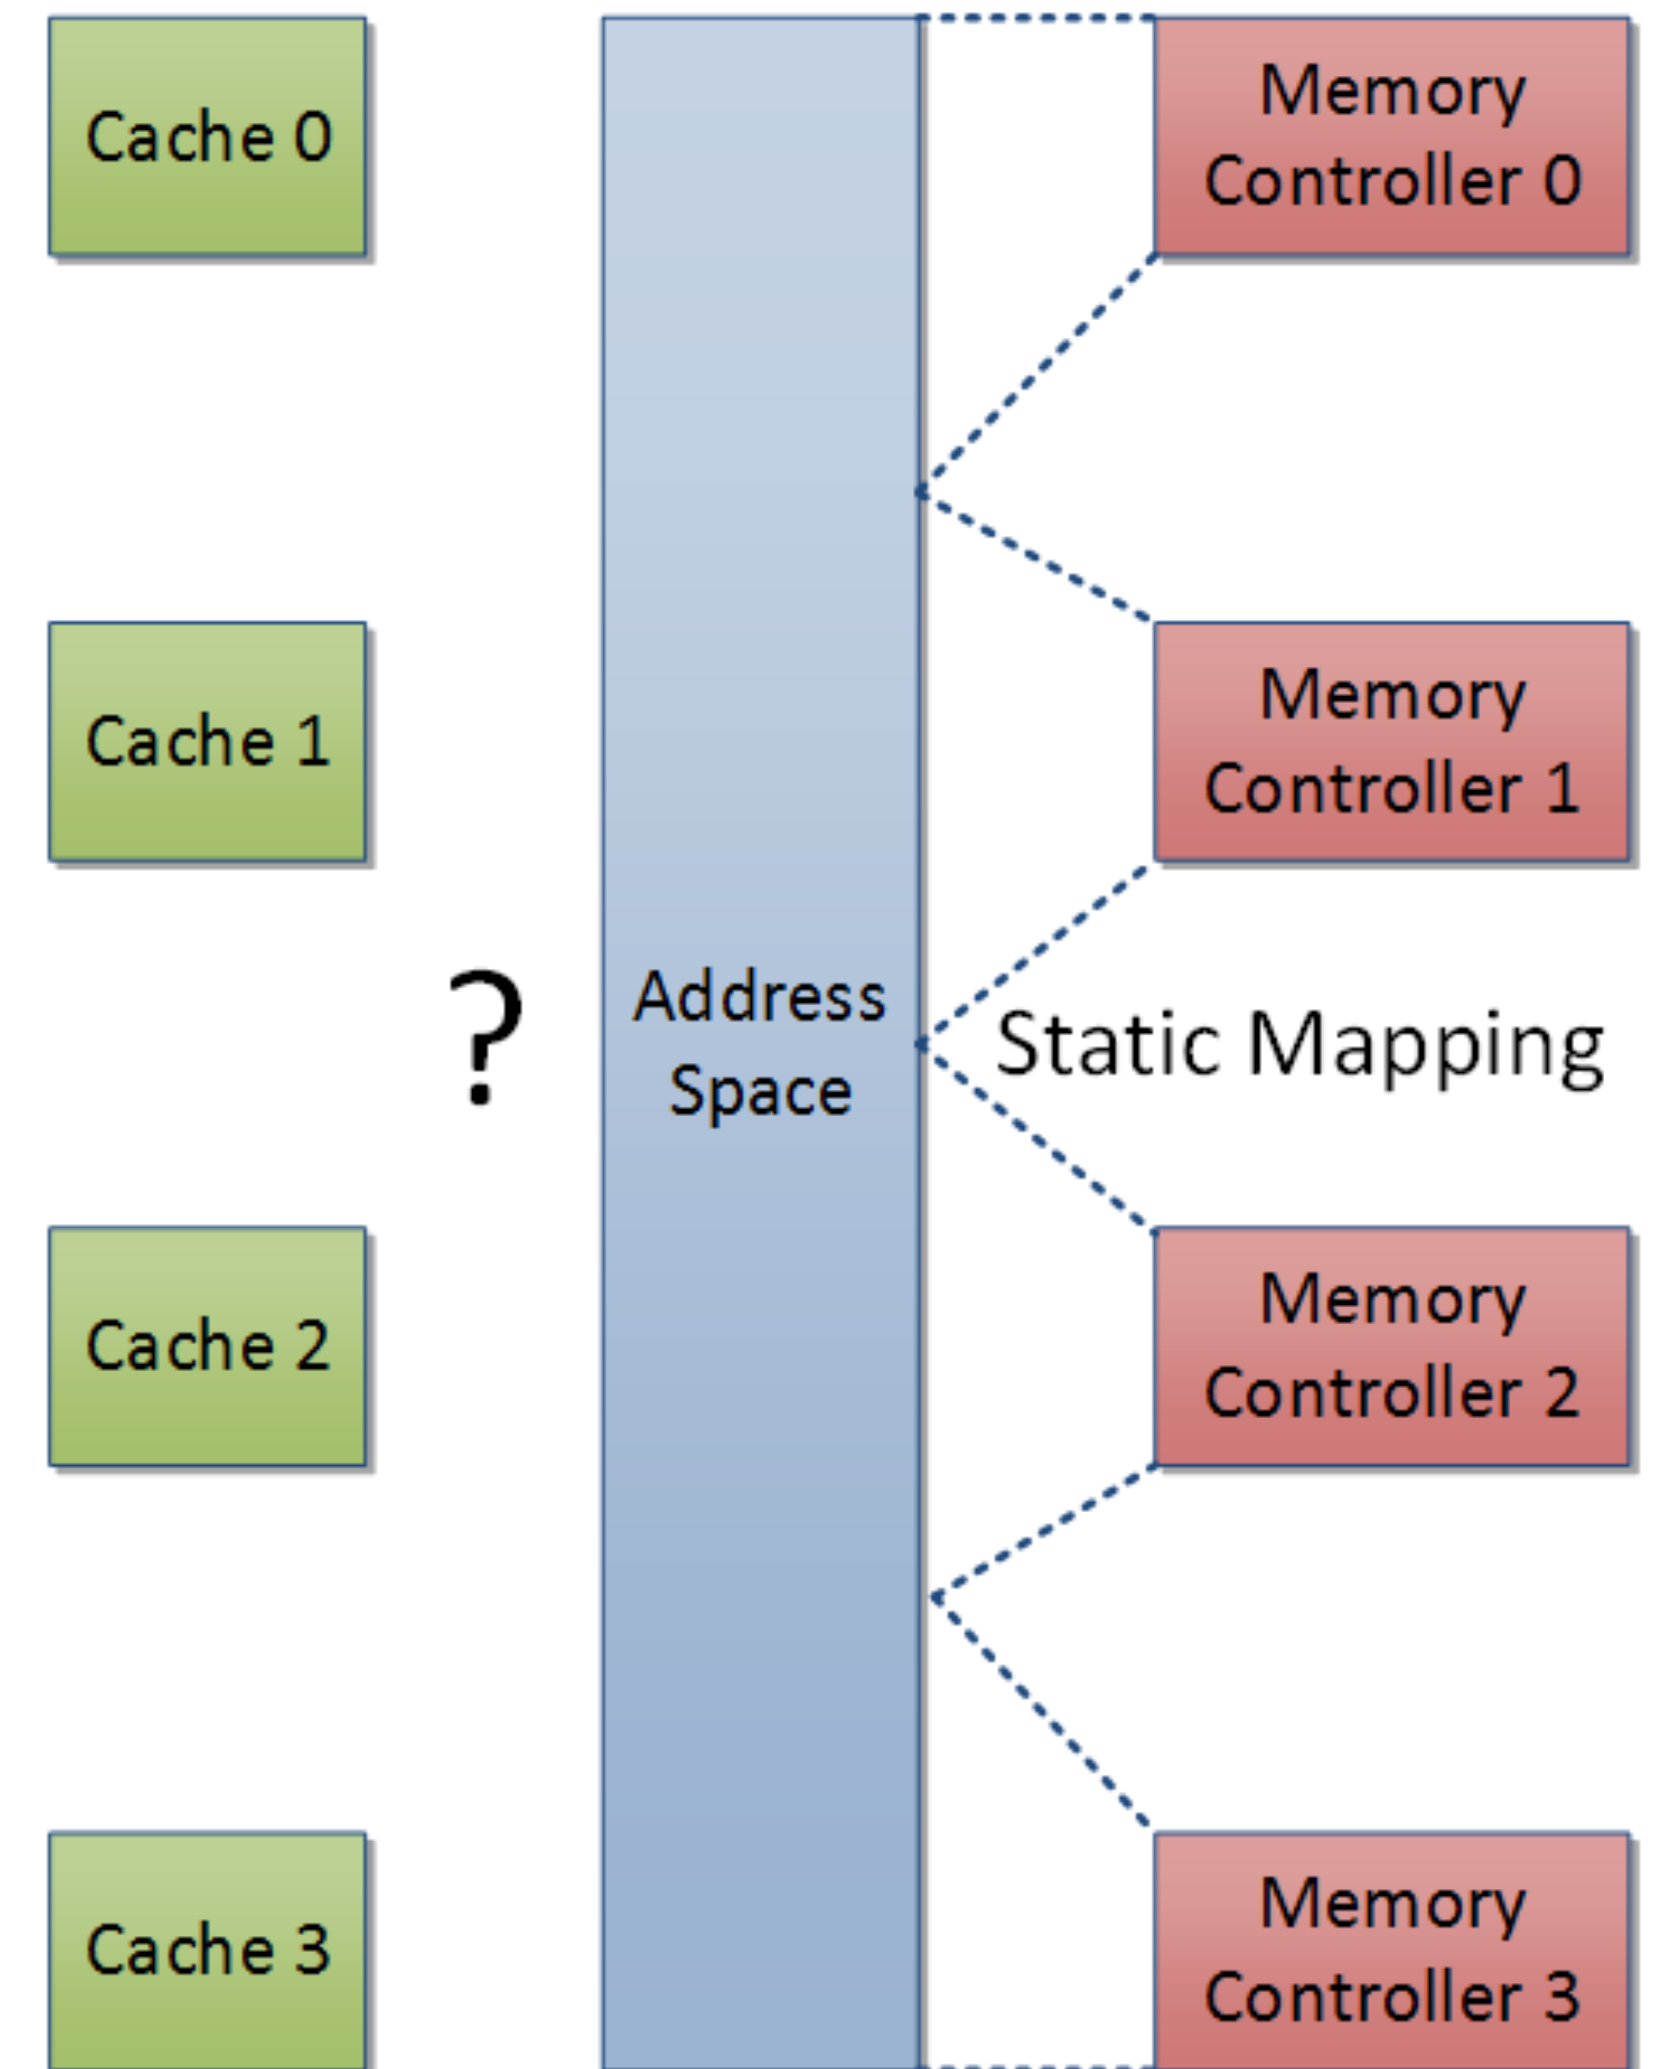 Cache 0
Memory
Controller 0
Cache 1
Memory
Controller 1
?
Address
Space
Static Mapping
Cache 2
Memory
Controller 2
Cache 3
Memory
Controller 3